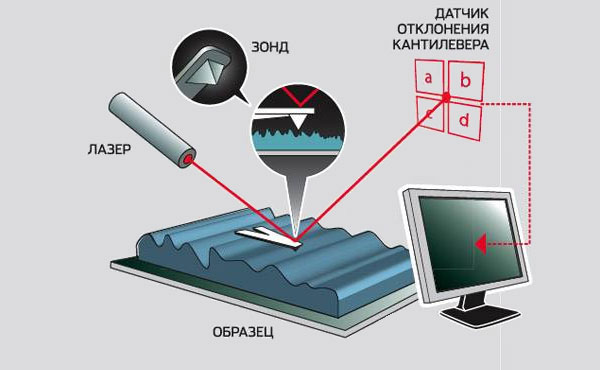 ДАТЧИК
ОТКЛОНЕНИЯ
КАНТИЛЕВЕРА
ЗОНД
a b
c d
ЛАЗЕР
ОБРАЗЕЦ